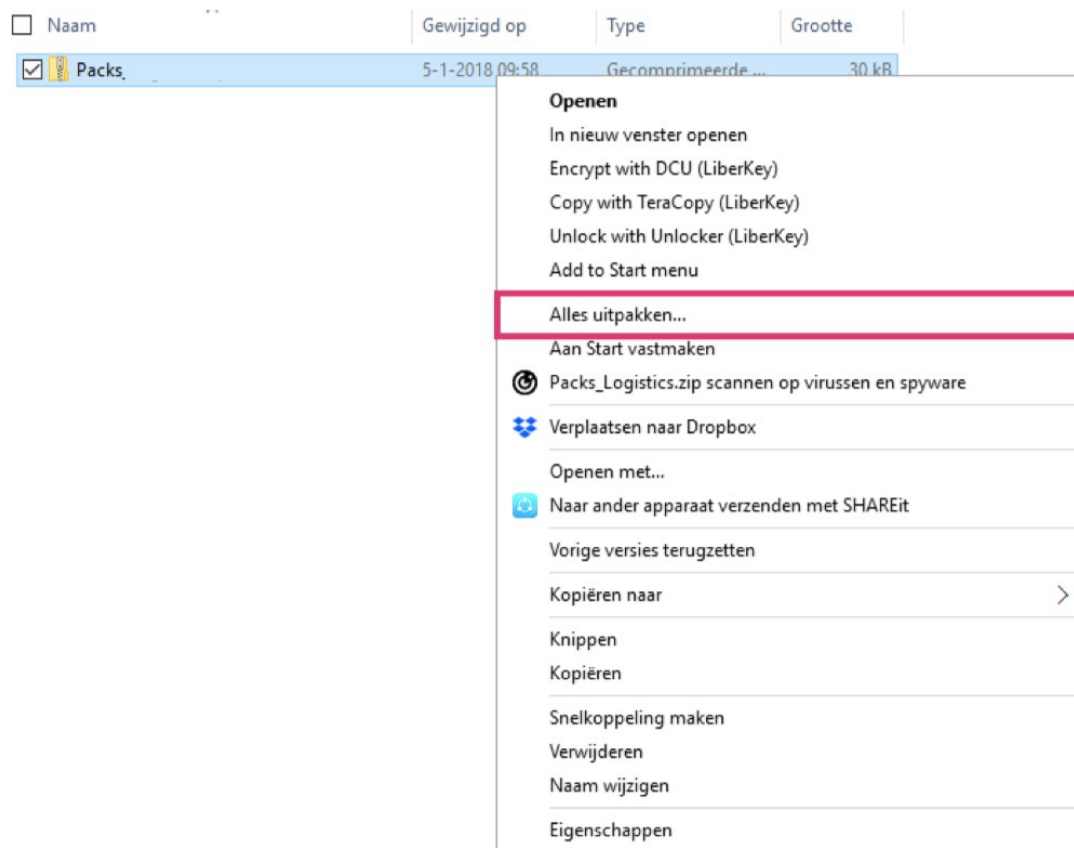 Naam Gewijzigd op Type Grootte
Packs_ 5-1-2018 09:58 Gecomprimeerde ... 30 kB
Openen
In nieuw venster openen
Encrypt with DCU (LiberKey)
Copy with TeraCopy (LiberKey)
Unlock with Unlocker (LiberKey)
Add to Start menu
Alles uitpakken...
Aan Start vastmaken
Packs_Logistics.zip scannen op virussen en spyware
Verplaatsen naar Dropbox
Openen met...
Naar ander apparaat verzenden met SHAREit
Vorige versies terugzetten
Kopiëren naar
Knippen
Kopiëren
Snelkoppeling maken
Verwijderen
Naam wijzigen
Eigenschappen